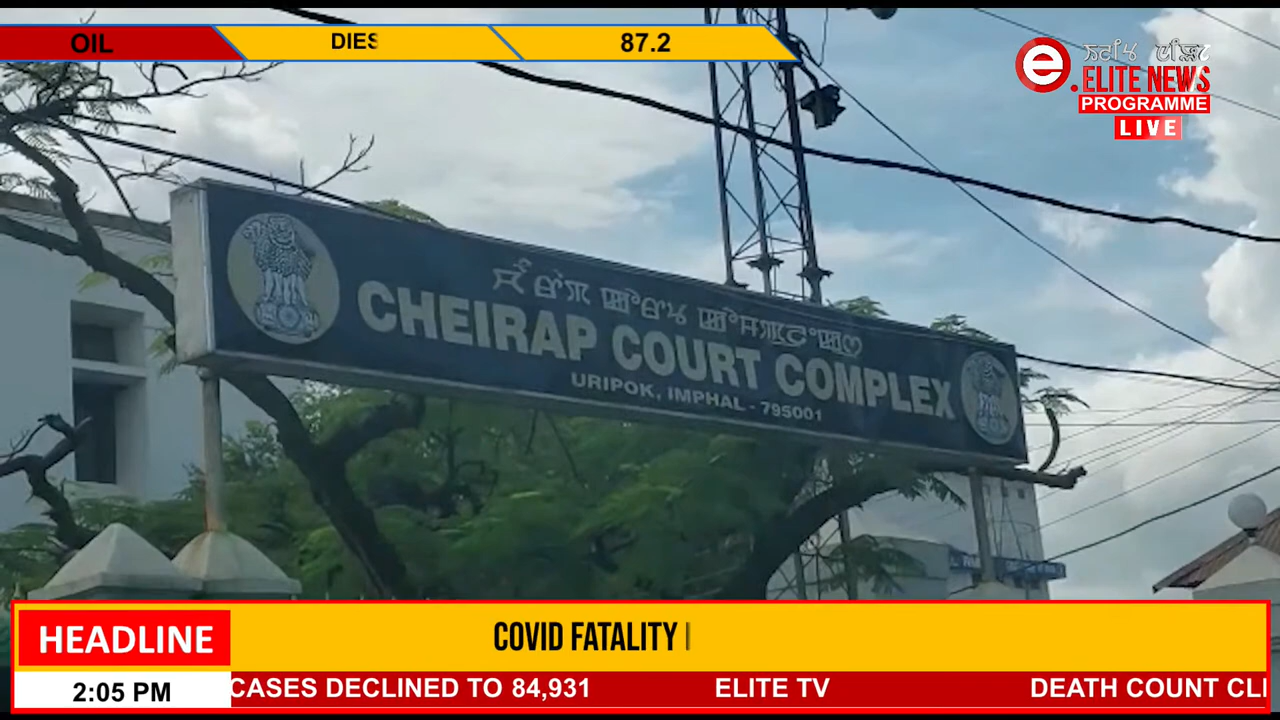 OIL DIES 87.2
e. ELITE NEWS
PROGRAMME
LIVE
CHEIRAP COURT COMPLEX
URIPOK, IMPHAL - 795001
HEADLINE
COVID FATALITY
2:05 PM
CASES DECLINED TO 84,931 ELITE TV DEATH COUNT CLI